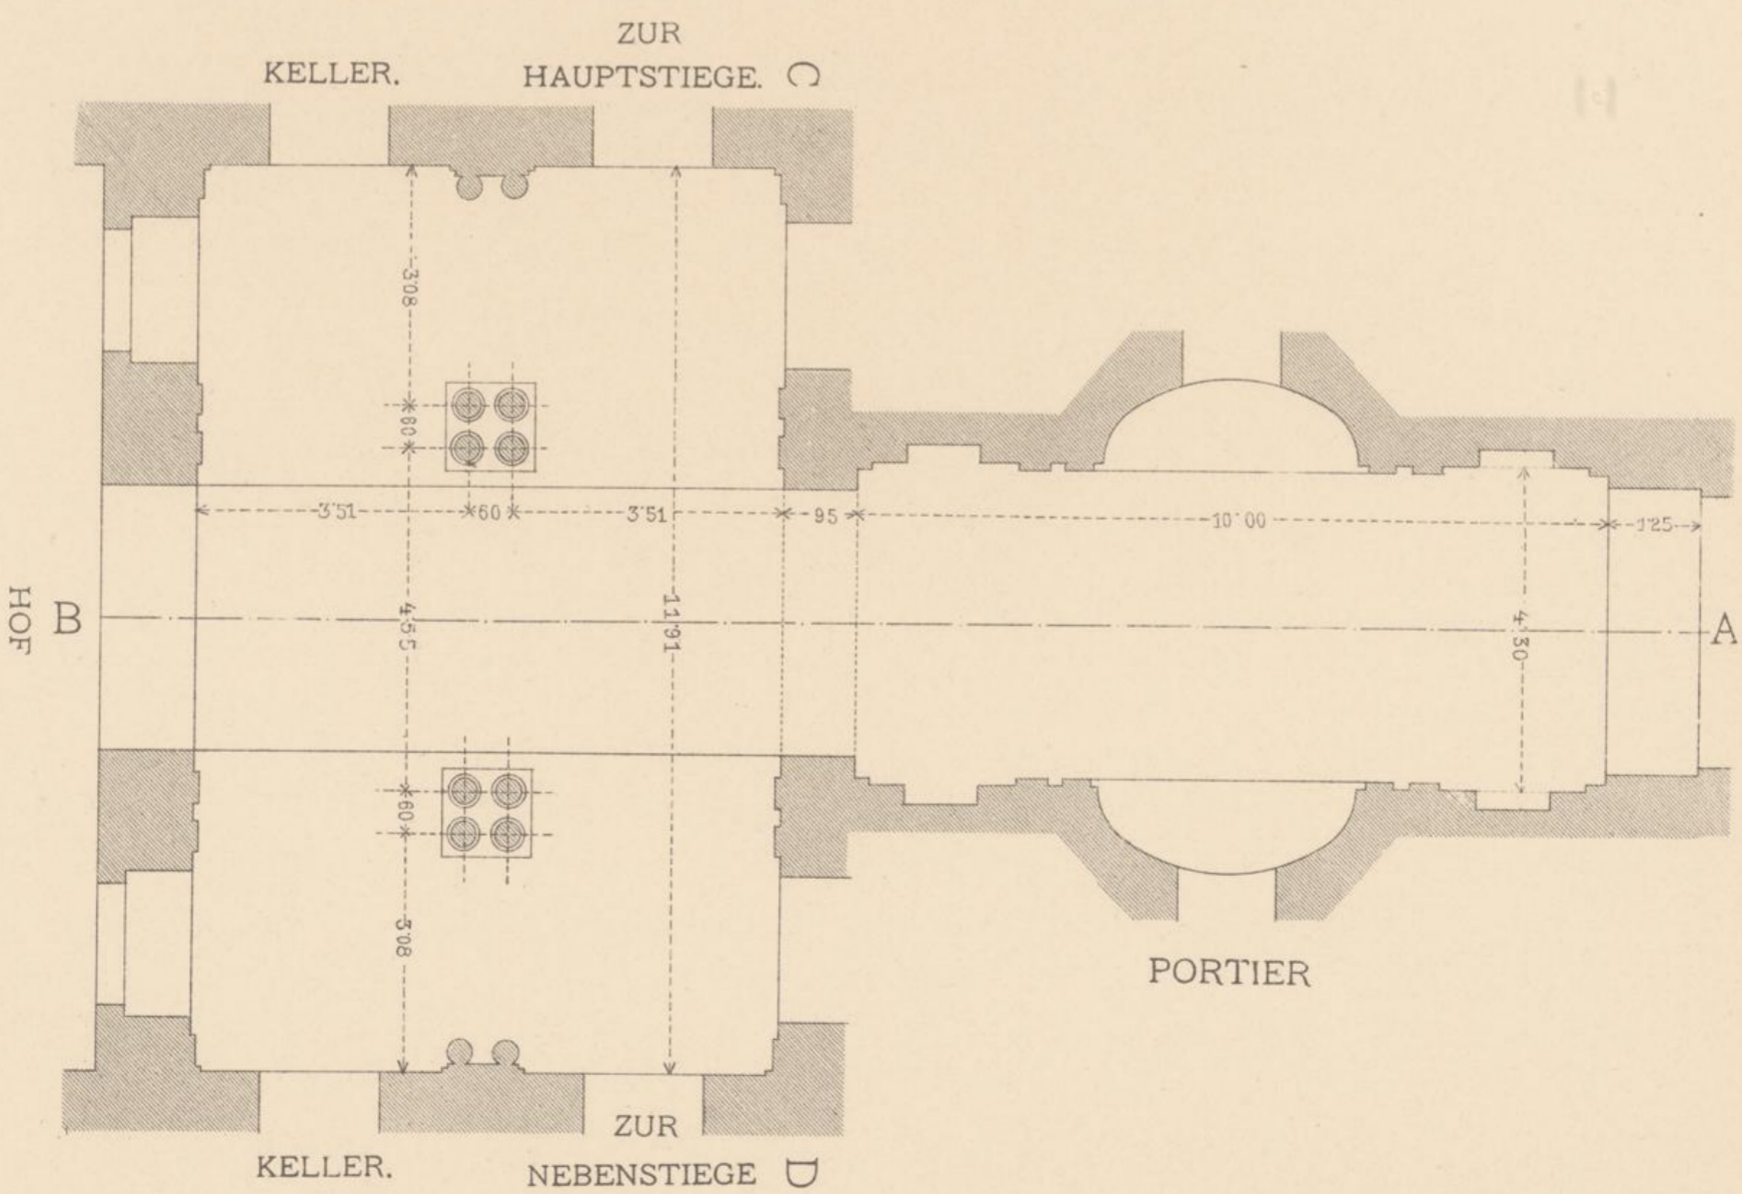 ZUR
KELLER. HAUPTSTIEGE. C
3'08
60
3'51 60 3'51 95 10'00 1'25
HOF B 4'55 11'91 4'30 A
60
3'08
PORTIER
ZUR
KELLER. NEBENSTIEGE D